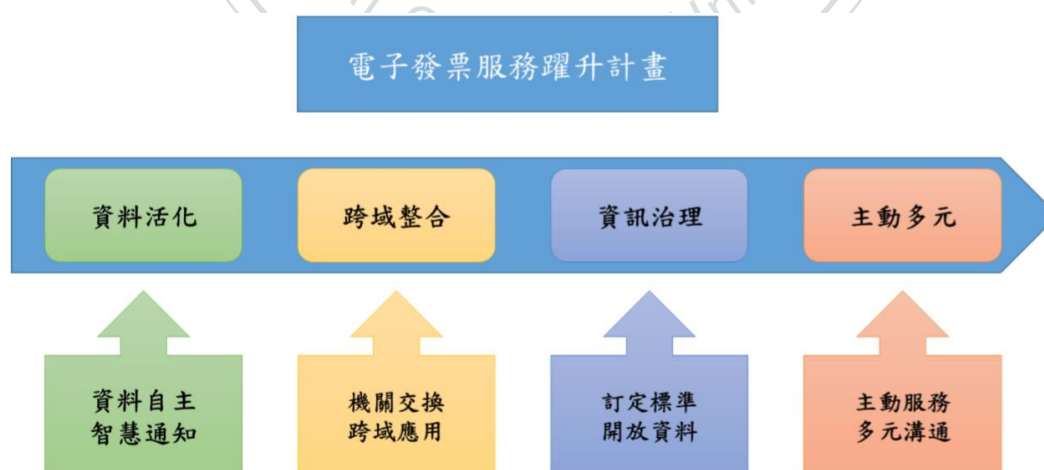 電子發票服務躍升計畫
資料活化
跨域整合
資訊治理
主動多元
資料自主
智慧通知
機關交換
跨域應用
訂定標準
開放資料
主動服務
多元溝通